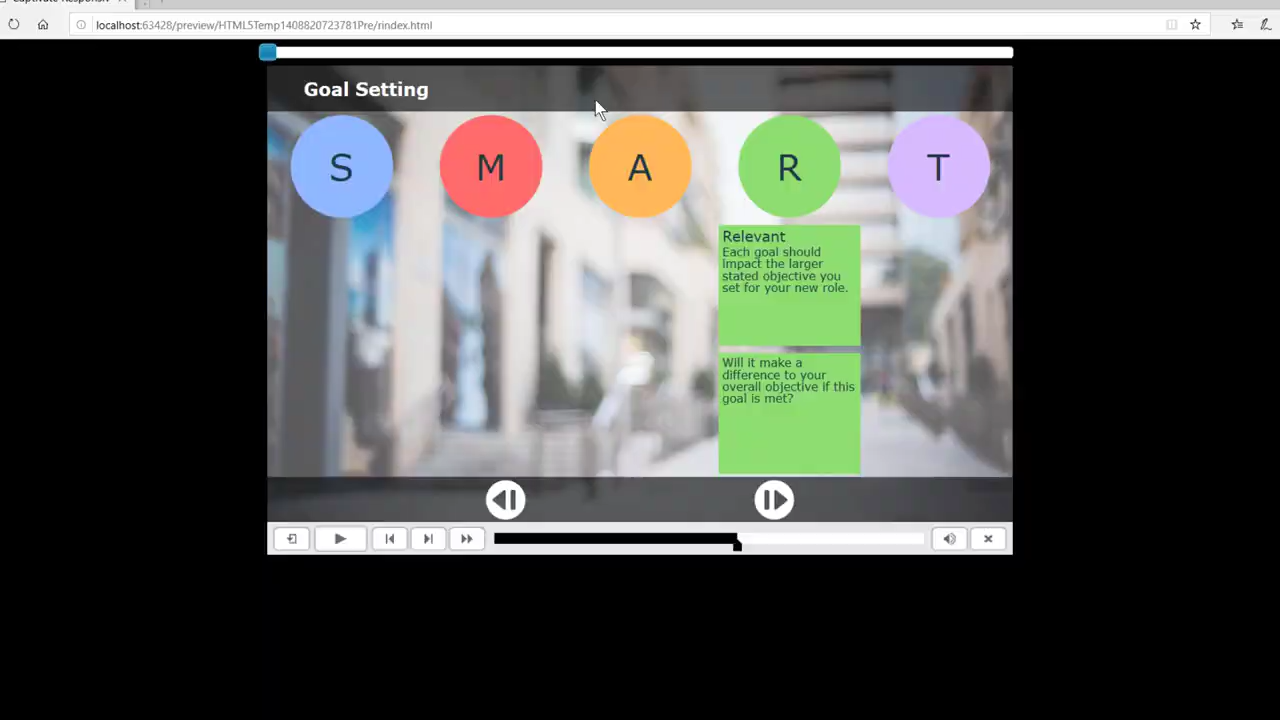 localhost:63428/preview/HTML5Temp1408820723781Pre/rindex.html
Goal Setting
S M A R T
Relevant
Each goal should
impact the larger
stated objective you
set for your new role.
Will it make a
difference to your
overall objective if this
goal is met?